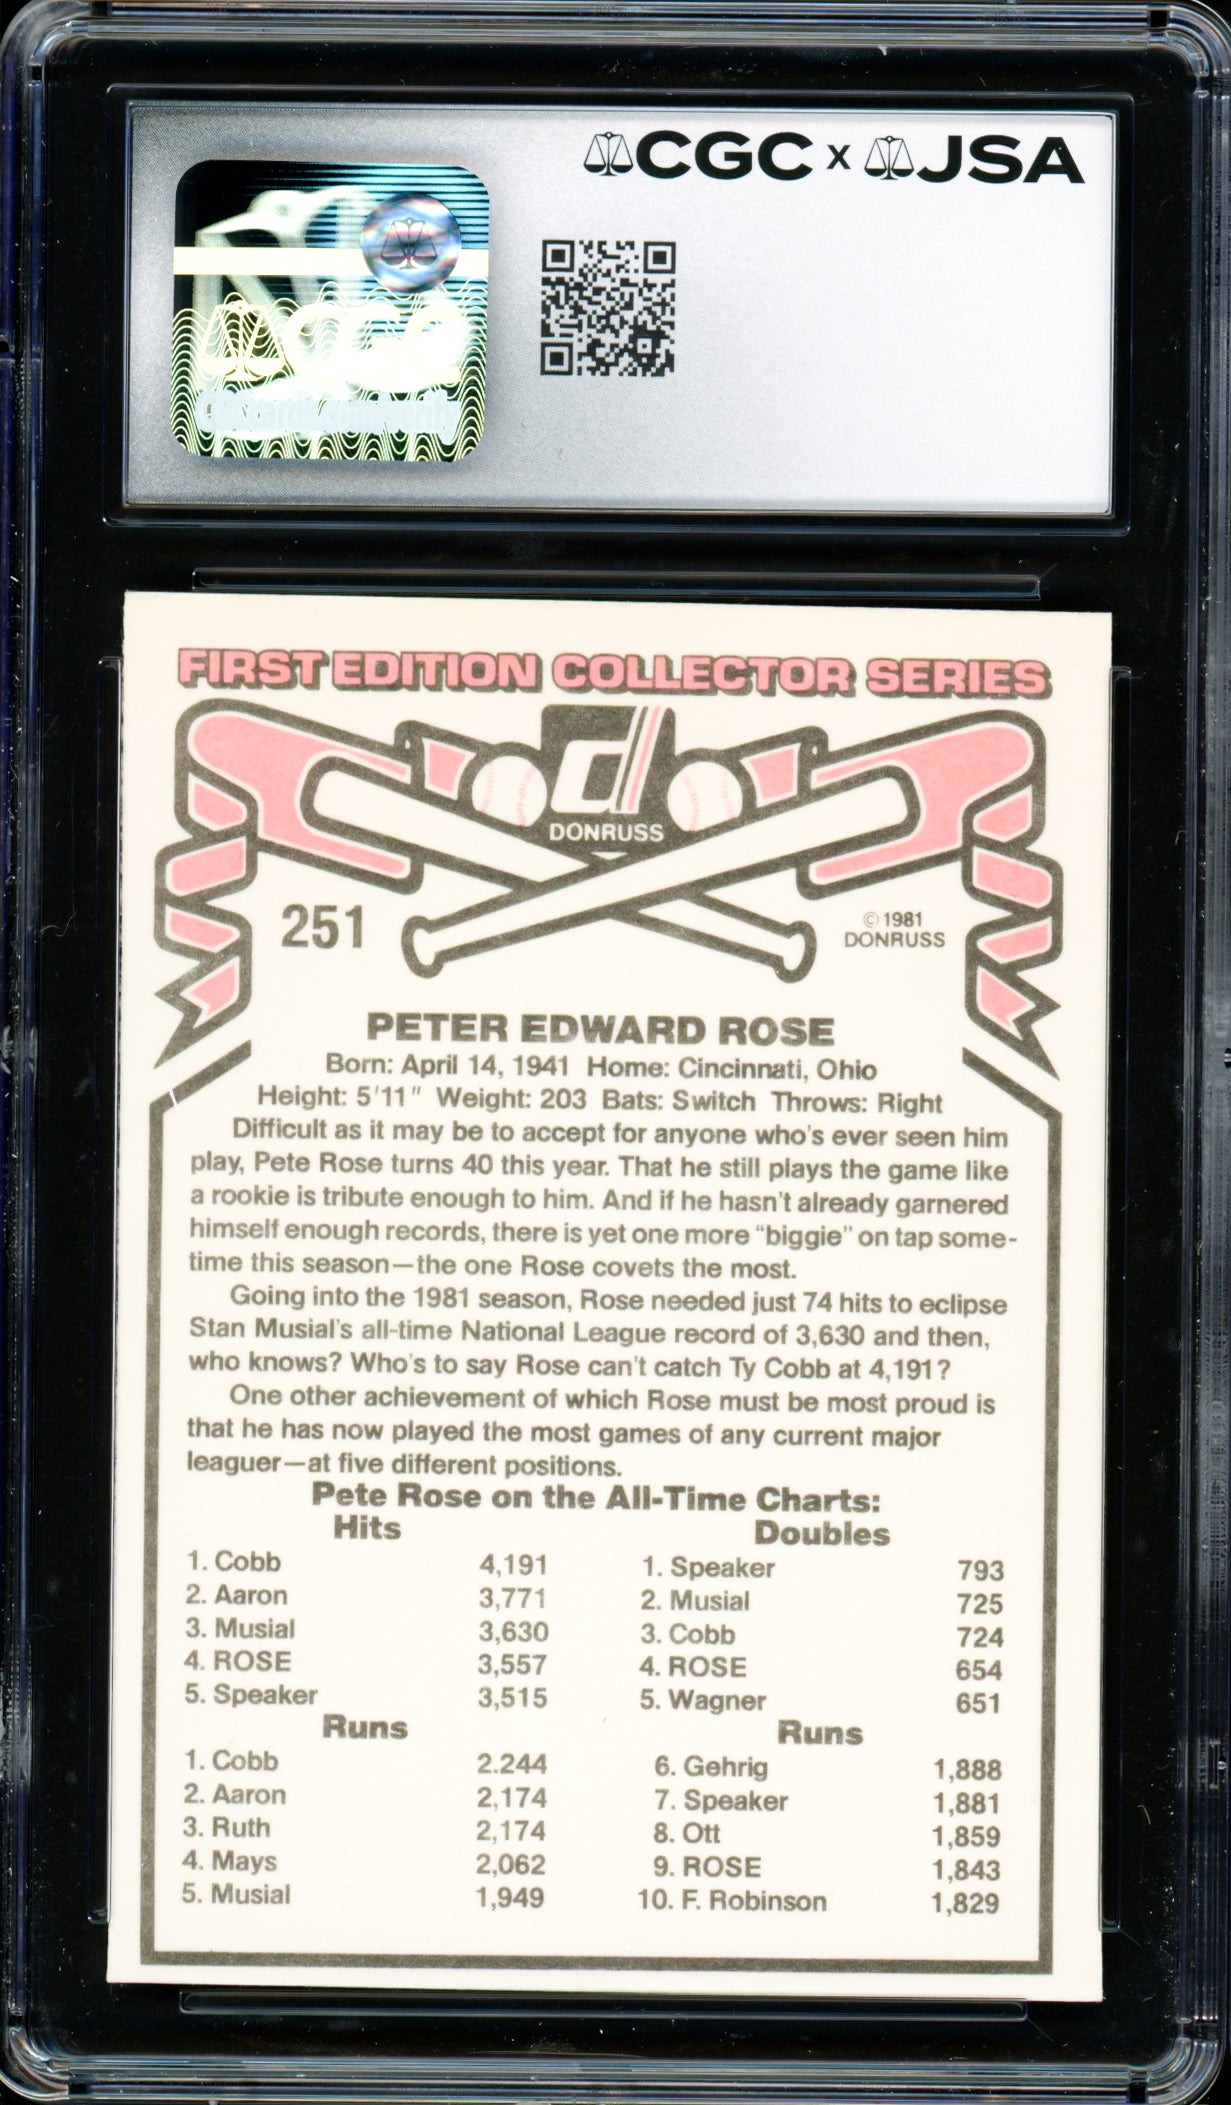 CGC x JSA
FIRST EDITION COLLECTOR SERIES
d
DONRUSS
251
© 1981
DONRUSS
PETER EDWARD ROSE
Born: April 14, 1941 Home: Cincinnati, Ohio
Height: 5'11" Weight: 203 Bats: Switch Throws: Right
Difficult as it may be to accept for anyone who's ever seen him
play, Pete Rose turns 40 this year. That he still plays the game like
a rookie is tribute enough to him. And if he hasn't already garnered
himself enough records, there is yet one more "biggie" on tap some-
time this season—the one Rose covets the most.
Going into the 1981 season, Rose needed just 74 hits to eclipse
Stan Musial's all-time National League record of 3,630 and then,
who knows? Who's to say Rose can't catch Ty Cobb at 4,191?
One other achievement of which Rose must be most proud is
that he has now played the most games of any current major
leaguer—at five different positions.
Pete Rose on the All-Time Charts:
Hits
1. Cobb 4,191
2. Aaron 3,771
3. Musial 3,630
4. ROSE 3,557
5. Speaker 3,515
Doubles
1. Speaker 793
2. Musial 725
3. Cobb 724
4. ROSE 654
5. Wagner 651
Runs
1. Cobb 2.244
2. Aaron 2,174
3. Ruth 2,174
4. Mays 2,062
5. Musial 1,949
Runs
6. Gehrig 1,888
7. Speaker 1,881
8. Ott 1,859
9. ROSE 1,843
10. F. Robinson 1,829